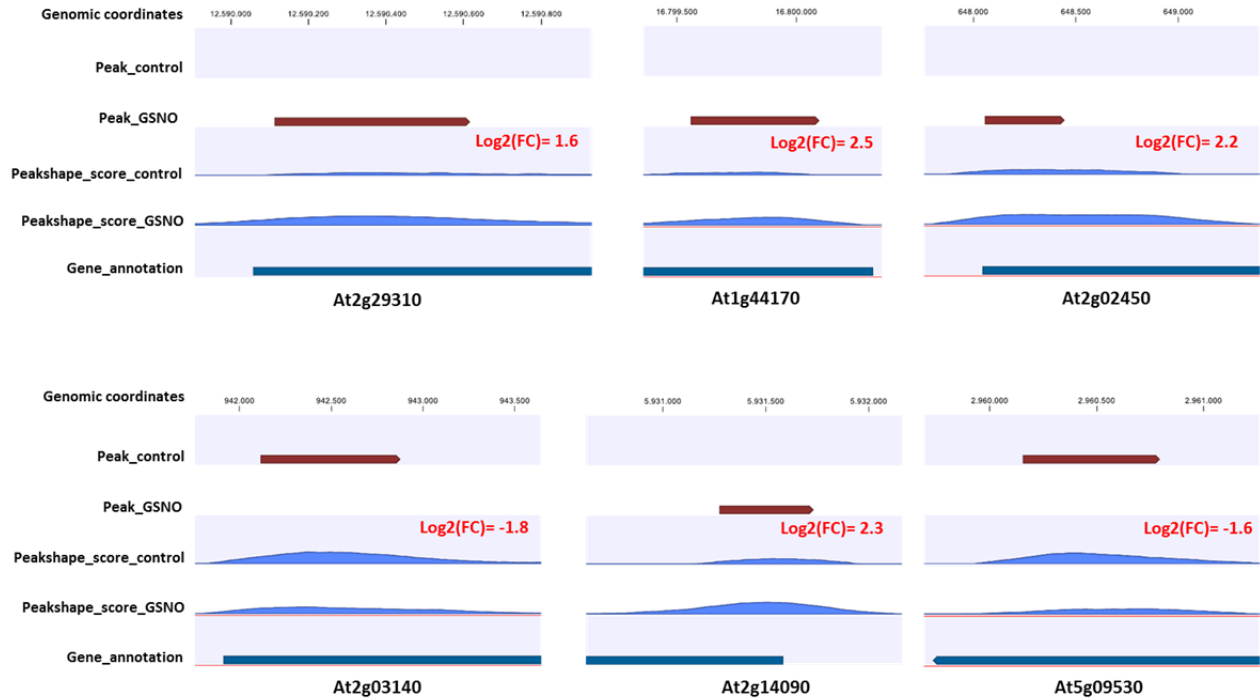 Genomic coordinates 12.590.000 12.599.200 12.590.400 12.590.600 12.590.800 16.799.500 16.800.000 648.000 648.500 649.000
Peak_control
Peak_GSNO
Log2(FC)= 1.6 Log2(FC)= 2.5 Log2(FC)= 2.2
Peakshape_score_control
Peakshape_score_GSNO
Gene_annotation
At2g29310 At1g44170 At2g02450
Genomic coordinates 942.000 942.500 943.000 943.500 5.931.000 5.931.500 5.932.000 2.960.000 2.960.500 2.961.000
Peak_control
Peak_GSNO
Log2(FC)= -1.8 Log2(FC)= 2.3 Log2(FC)= -1.6
Peakshape_score_control
Peakshape_score_GSNO
Gene_annotation
At2g03140 At2g14090 At5g09530